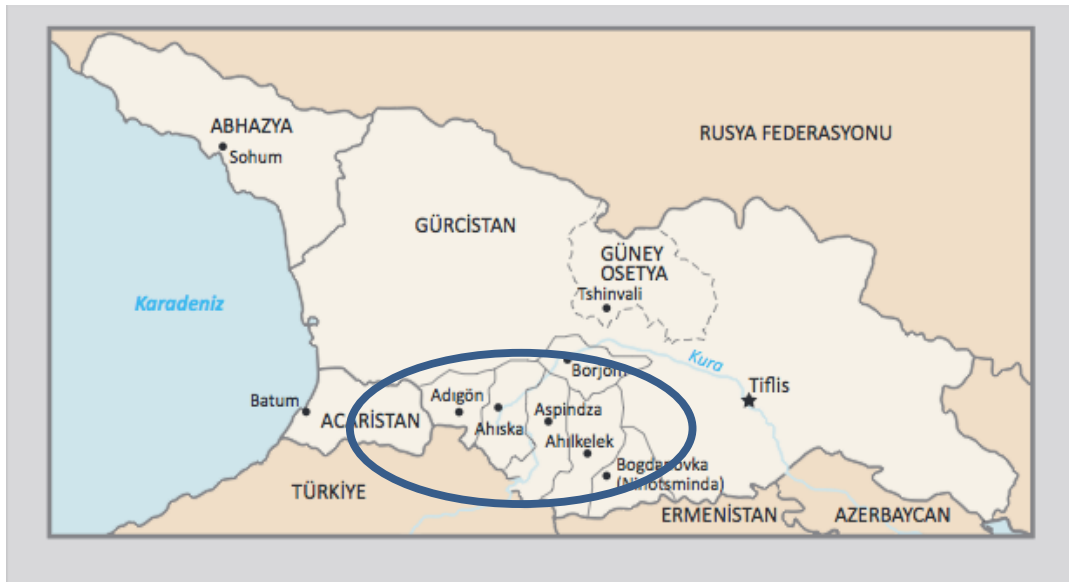 ABHAZYA
Sohum
RUSYA FEDERASYONU
GÜRCİSTAN
GÜNEY
OSETYA
Tshinvali
Karadeniz
Kura
Borjom
Tiflis
Batum
ACARİSTAN
Adıgön
Ahıska
Aspindza
Ahılkelek
Bogdanovka
(Ninotsminda)
TÜRKİYE
ERMENİSTAN
AZERBAYCAN